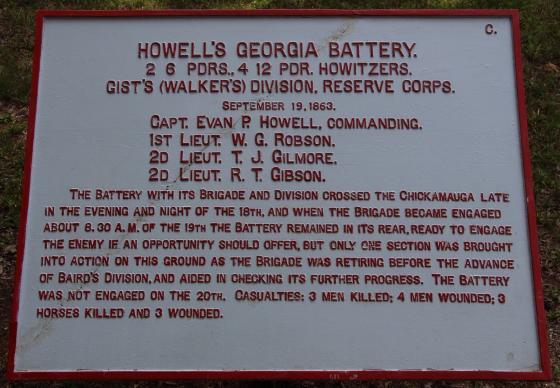 C.
HOWELL'S GEORGIA BATTERY.
2 6 PDRS., 4 12 PDR. HOWITZERS.
GIST'S (WALKER'S) DIVISION, RESERVE CORPS.
SEPTEMBER 19, 1863.
CAPT. EVAN P. HOWELL, COMMANDING.
1ST LIEUT. W. G. ROBSON.
2D LIEUT. T. J. GILMORE.
2D LIEUT. R. T. GIBSON.
THE BATTERY WITH ITS BRIGADE AND DIVISION CROSSED THE CHICKAMAUGA LATE
IN THE EVENING AND NIGHT OF THE 18TH, AND WHEN THE BRIGADE BECAME ENGAGED
ABOUT 8.30 A.M. OF THE 19TH THE BATTERY REMAINED IN ITS REAR, READY TO ENGAGE
THE ENEMY IF AN OPPORTUNITY SHOULD OFFER, BUT ONLY ONE SECTION WAS BROUGHT
INTO ACTION ON THIS GROUND AS THE BRIGADE WAS RETIRING BEFORE THE ADVANCE
OF BAIRD'S DIVISION, AND AIDED IN CHECKING ITS FURTHER PROGRESS. THE BATTERY
WAS NOT ENGAGED ON THE 20TH. CASUALTIES: 3 MEN KILLED; 4 MEN WOUNDED; 3
HORSES KILLED AND 3 WOUNDED.